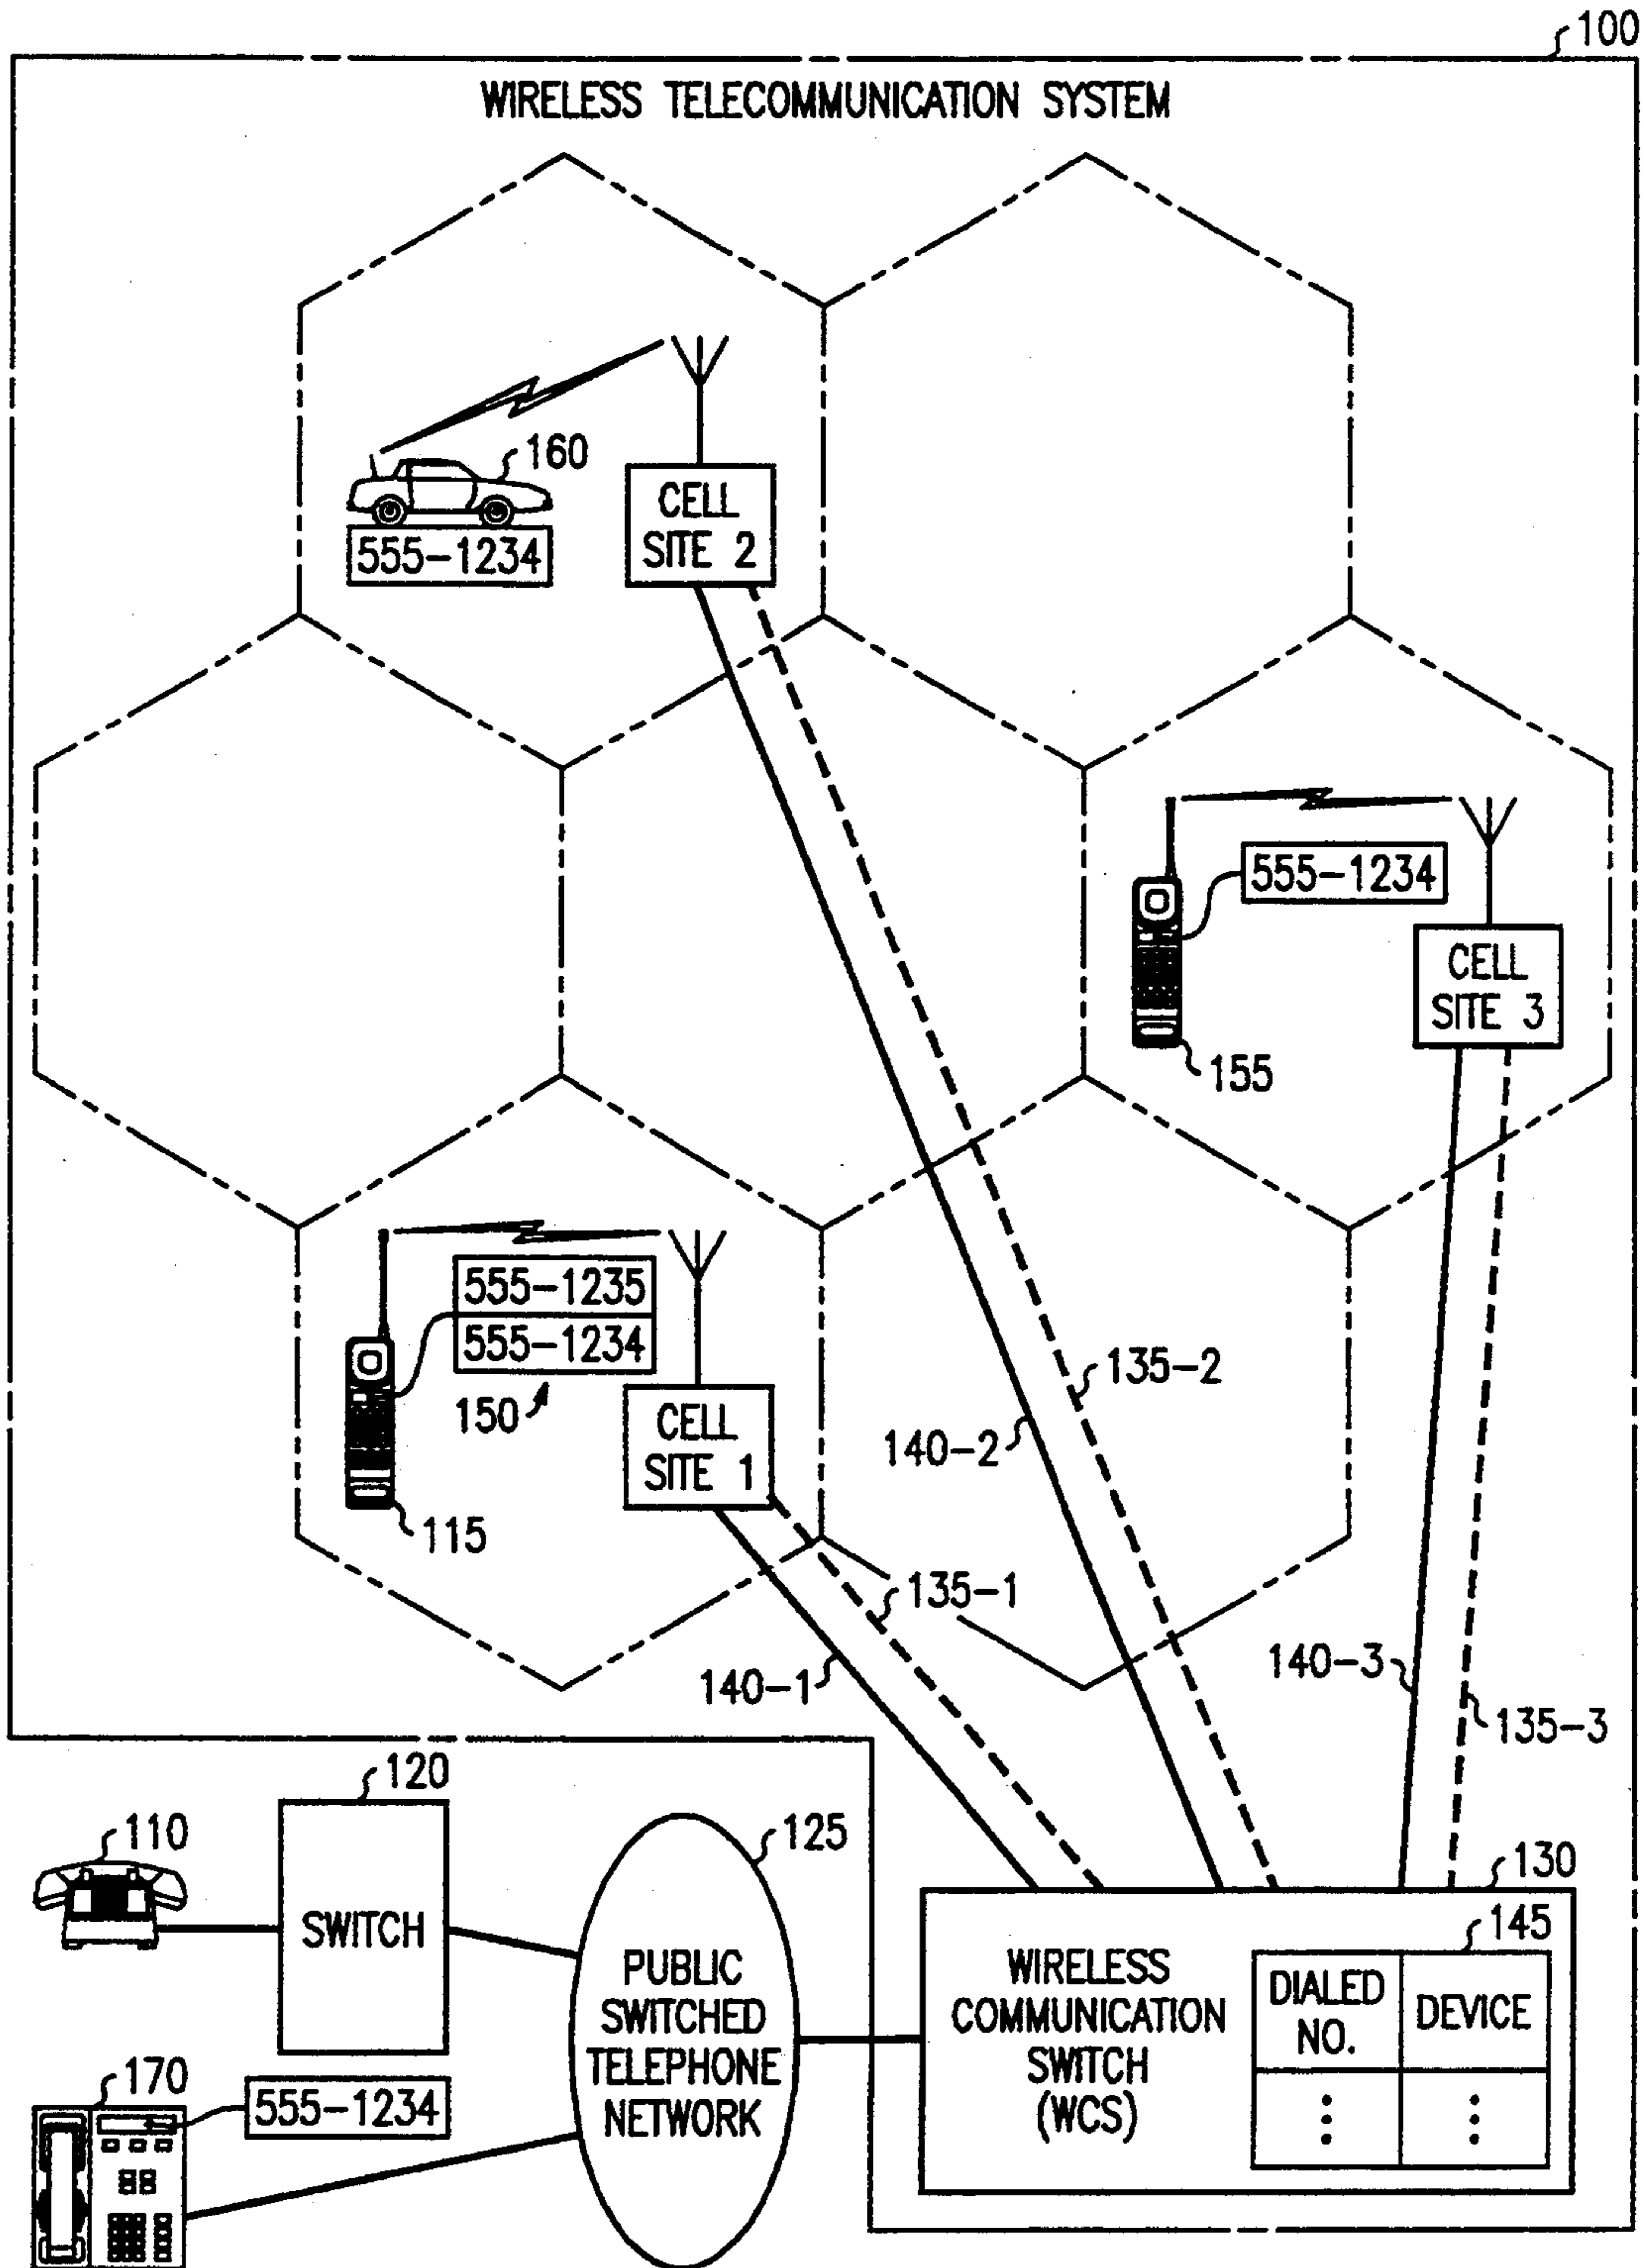 100
WIRELESS TELECOMMUNICATION SYSTEM
160
555-1234
CELL
SITE 2
555-1234
CELL
SITE 3
155
555-1235
555-1234
150
CELL
SITE 1
115
135-2
140-2
135-1
140-1
140-3
135-3
120
110
SWITCH
125
PUBLIC
SWITCHED
TELEPHONE
NETWORK
130
145
WIRELESS
COMMUNICATION
SWITCH
(WCS)
DIALED
NO.
DEVICE
170
555-1234